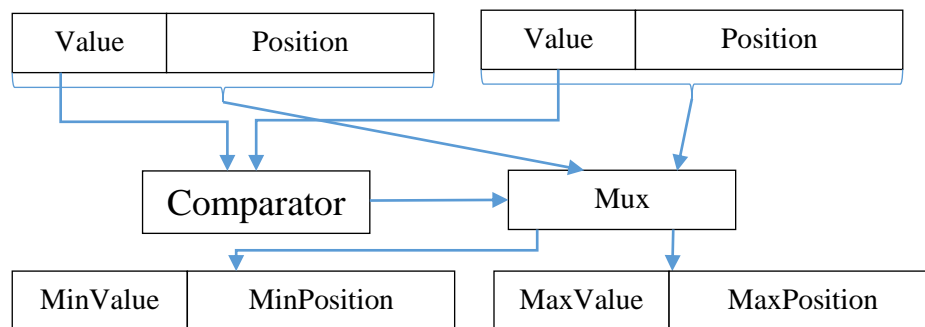 Value Position Value Position
Comparator Mux
MinValue MinPosition MaxValue MaxPosition